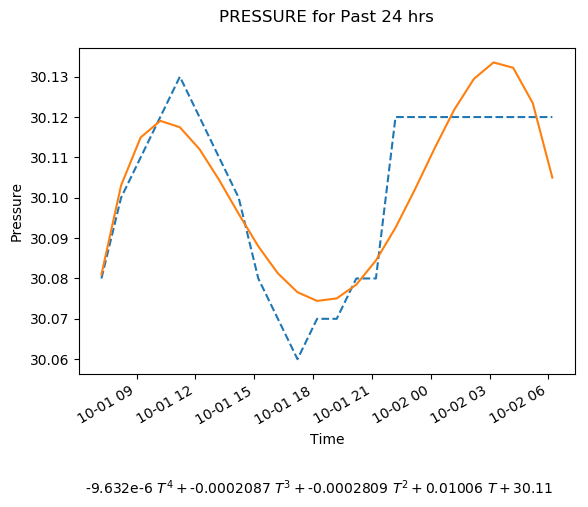 PRESSURE for Past 24 hrs
30.13
30.12
30.11
30.10
30.09
30.08
30.07
30.06
Pressure
10-01 09 10-01 12 10-01 15 10-01 18 10-01 21 10-02 00 10-02 03 10-02 06
Time
-9.632e-6 T⁴ + -0.0002087 T³ + -0.0002809 T² + 0.01006 T + 30.11